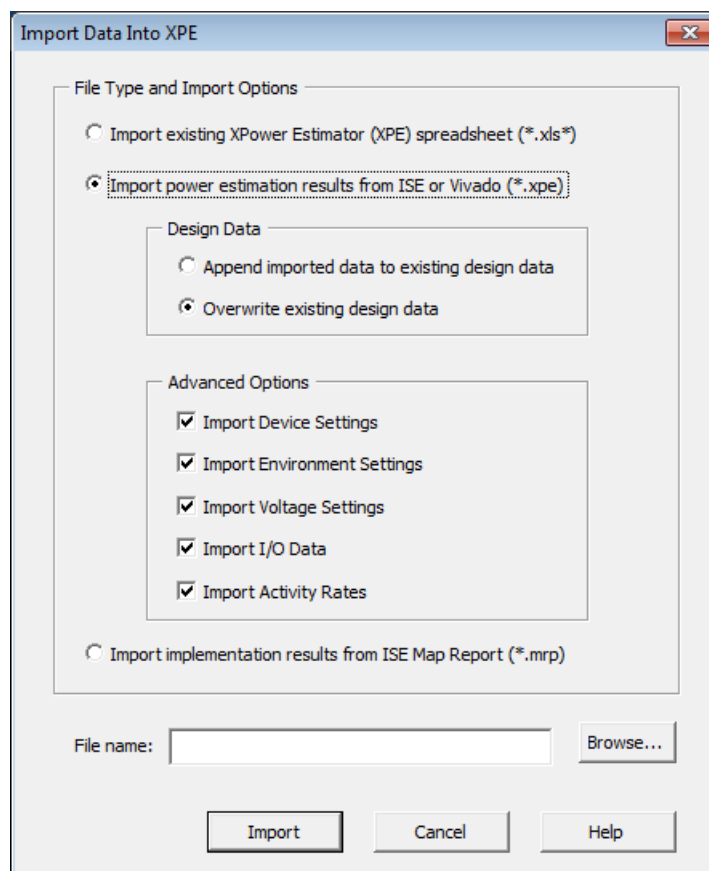 Import Data Into XPE
File Type and Import Options
Import existing XPower Estimator (XPE) spreadsheet (*.xls*)
Import power estimation results from ISE or Vivado (*.xpe)
Design Data
Append imported data to existing design data
Overwrite existing design data
Advanced Options
Import Device Settings
Import Environment Settings
Import Voltage Settings
Import I/O Data
Import Activity Rates
Import implementation results from ISE Map Report (*.mrp)
File name: Browse...
Import Cancel Help